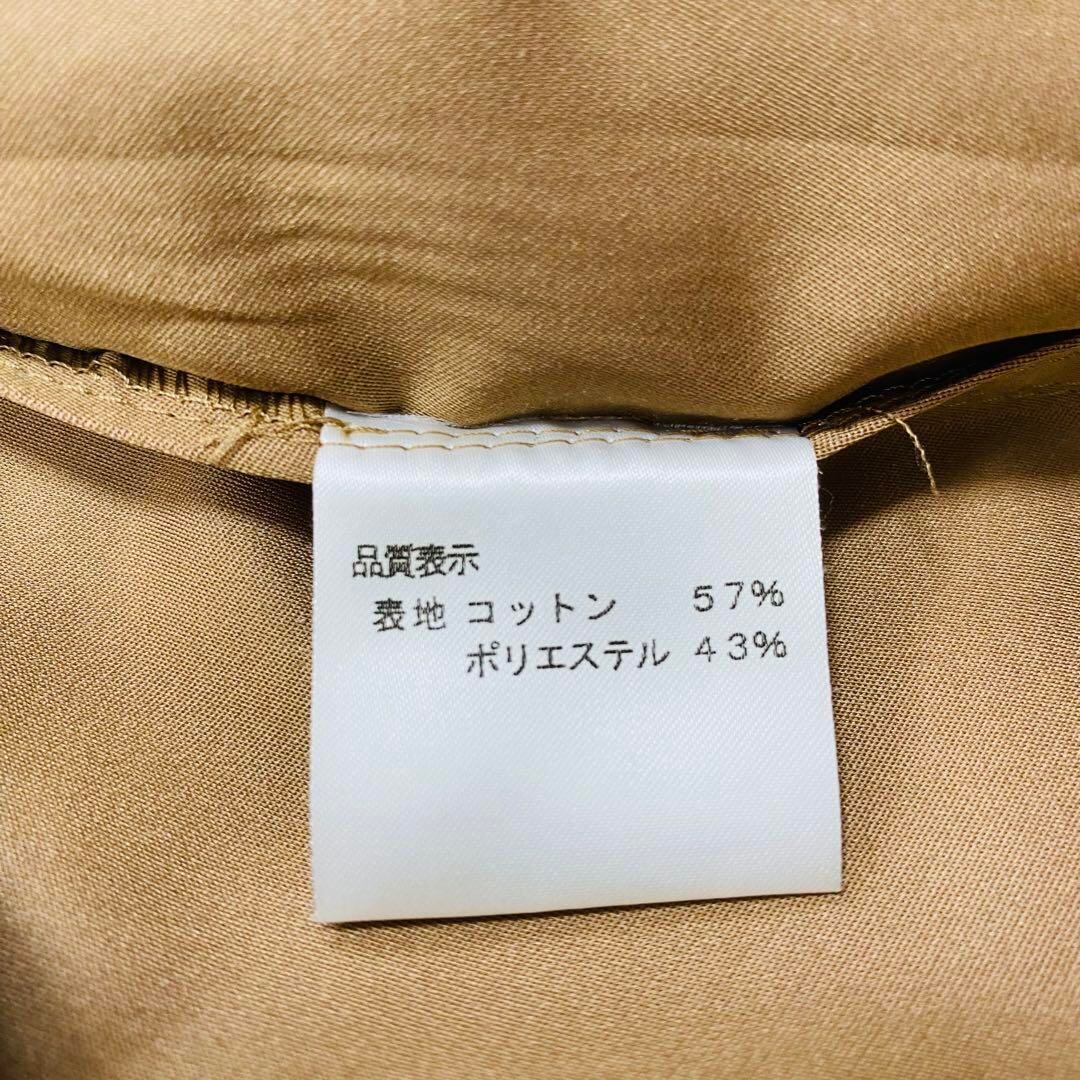 品質表示
表地 コットン 57%
ポリエステル 43%